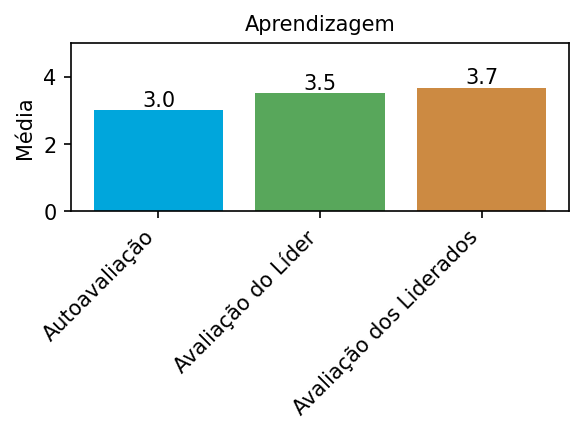 Aprendizagem
Média
4
2
0
3.0
3.5
3.7
Autoavaliação
Avaliação do Líder
Avaliação dos Liderados